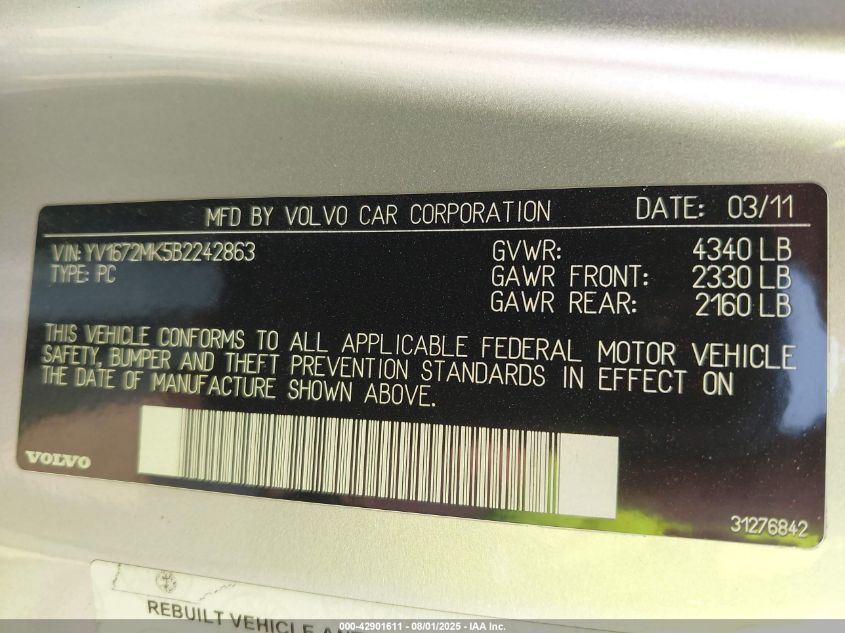 MFD BY VOLVO CAR CORPORATION DATE: 03/11
VIN: YV1672MK5B2242863 GVWR: 4340 LB
TYPE: PC GAWR FRONT: 2330 LB
GAWR REAR: 2160 LB
THIS VEHICLE CONFORMS TO ALL APPLICABLE FEDERAL MOTOR VEHICLE
SAFETY, BUMPER AND THEFT PREVENTION STANDARDS IN EFFECT ON
THE DATE OF MANUFACTURE SHOWN ABOVE.
VOLVO
31276842
REBUILT VEHICLE
000-42901611 - 08/01/2025 - IAA Inc.